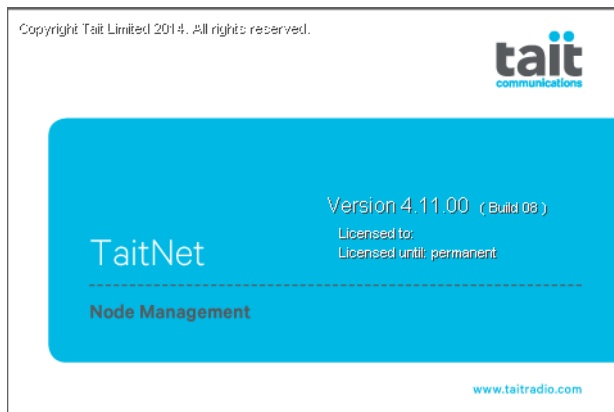 Copyright Tait Limited 2014. All rights reserved.
tait
communications
Version 4.11.00 ( Build 08 )
Licensed to:
Licensed until: permanent
TaitNet
Node Management
www.taitradio.com